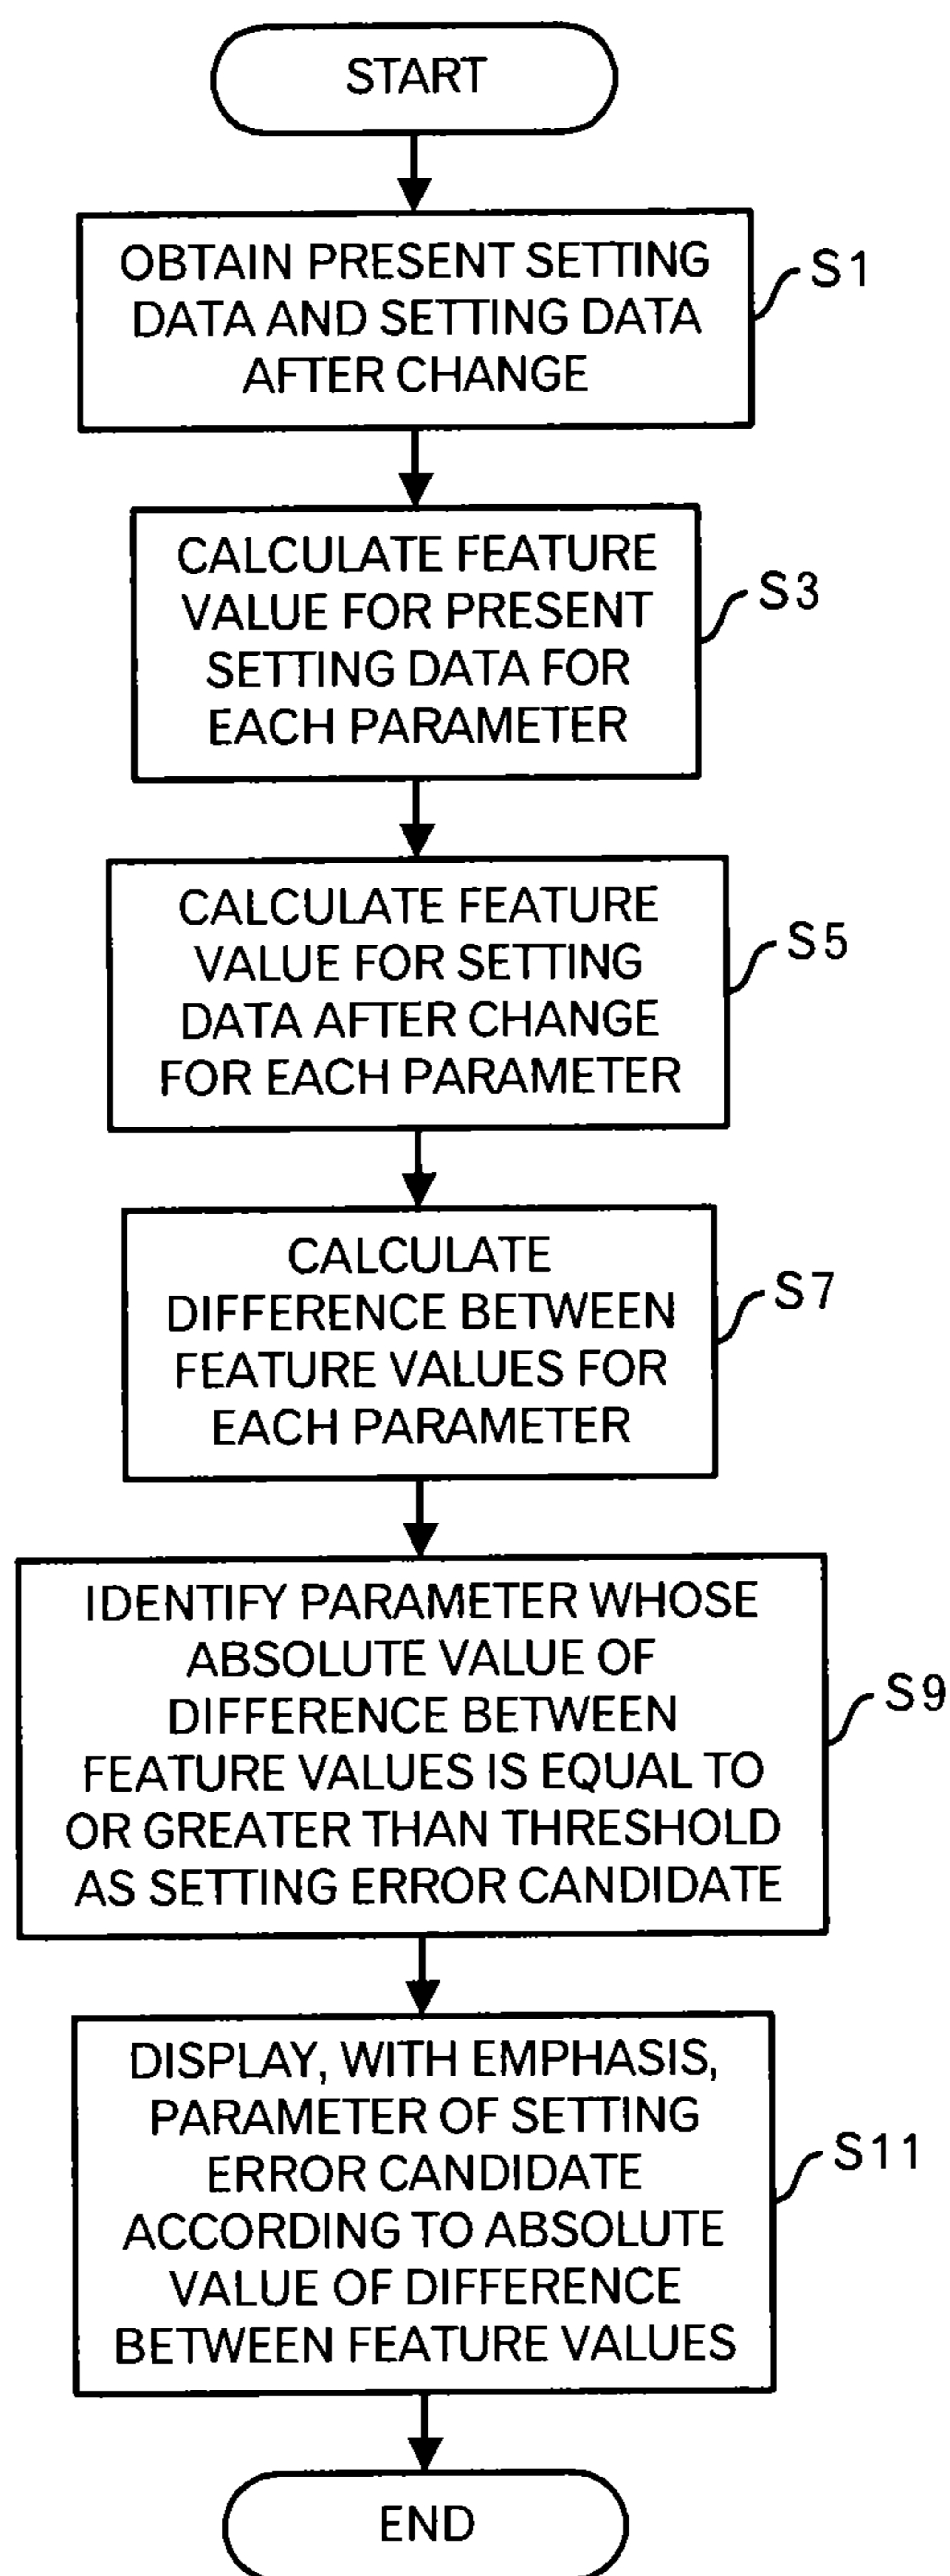 START
OBTAIN PRESENT SETTING
DATA AND SETTING DATA
AFTER CHANGE
S1
CALCULATE FEATURE
VALUE FOR PRESENT
SETTING DATA FOR
EACH PARAMETER
S3
CALCULATE FEATURE
VALUE FOR SETTING
DATA AFTER CHANGE
FOR EACH PARAMETER
S5
CALCULATE
DIFFERENCE BETWEEN
FEATURE VALUES FOR
EACH PARAMETER
S7
IDENTIFY PARAMETER WHOSE
ABSOLUTE VALUE OF
DIFFERENCE BETWEEN
FEATURE VALUES IS EQUAL TO
OR GREATER THAN THRESHOLD
AS SETTING ERROR CANDIDATE
S9
DISPLAY, WITH EMPHASIS,
PARAMETER OF SETTING
ERROR CANDIDATE
ACCORDING TO ABSOLUTE
VALUE OF DIFFERENCE
BETWEEN FEATURE VALUES
S11
END